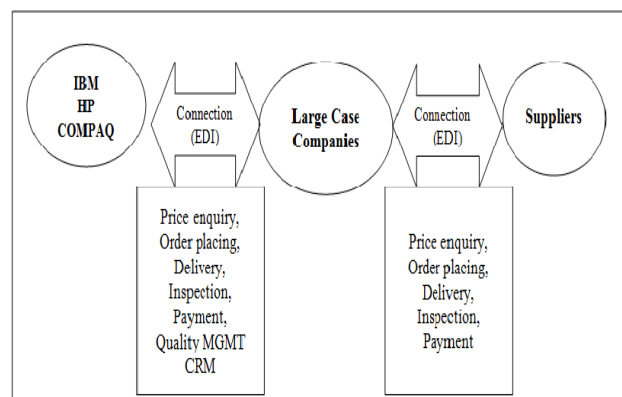 IBM
HP
COMPAQ
Connection
(EDI)
Large Case
Companies
Connection
(EDI)
Suppliers
Price enquiry,
Order placing,
Delivery,
Inspection,
Payment,
Quality MGMT
CRM
Price enquiry,
Order placing,
Delivery,
Inspection,
Payment